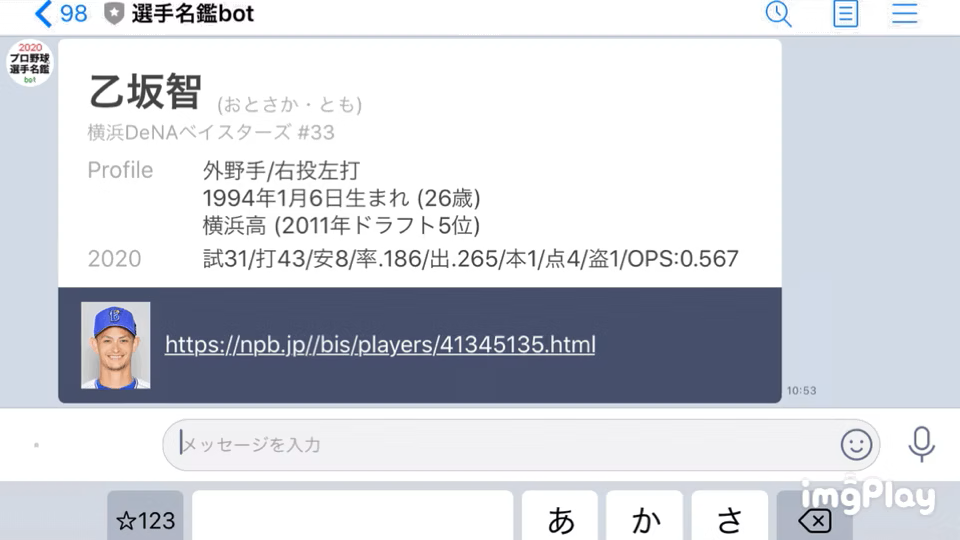 98 選手名鑑bot
2020
プロ野球
選手名鑑
bot
乙坂智 (おとさか・とも)
横浜DeNAベイスターズ #33
Profile 外野手/右投左打
1994年1月6日生まれ (26歳)
横浜高 (2011年ドラフト5位)
2020 試31/打43/安8/率.186/出.265/本1/点4/盗1/OPS:0.567
https://npb.jp//bis/players/41345135.html
10:53
メッセージを入力
imgPlay
☆123 あ か さ